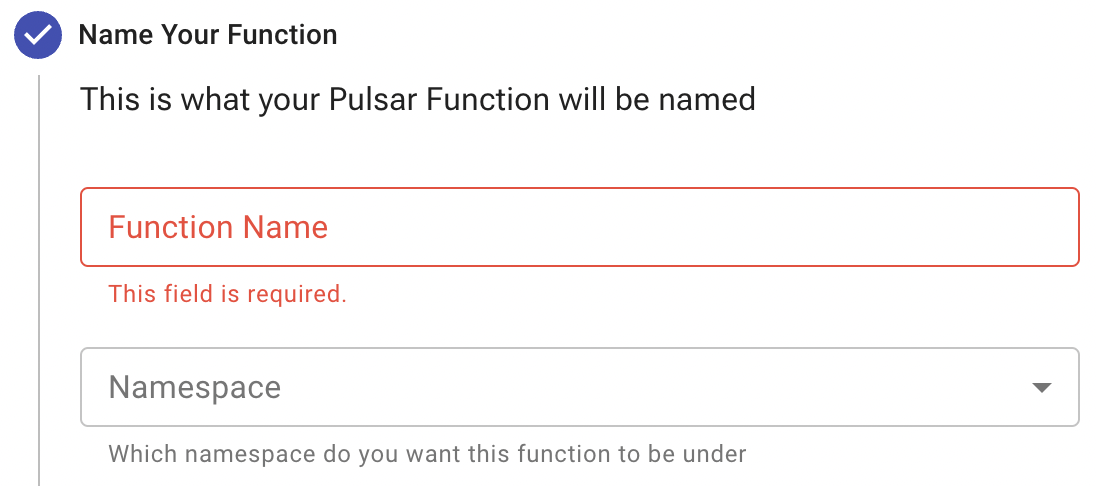 Name Your Function
This is what your Pulsar Function will be named
Function Name
This field is required.
Namespace
Which namespace do you want this function to be under